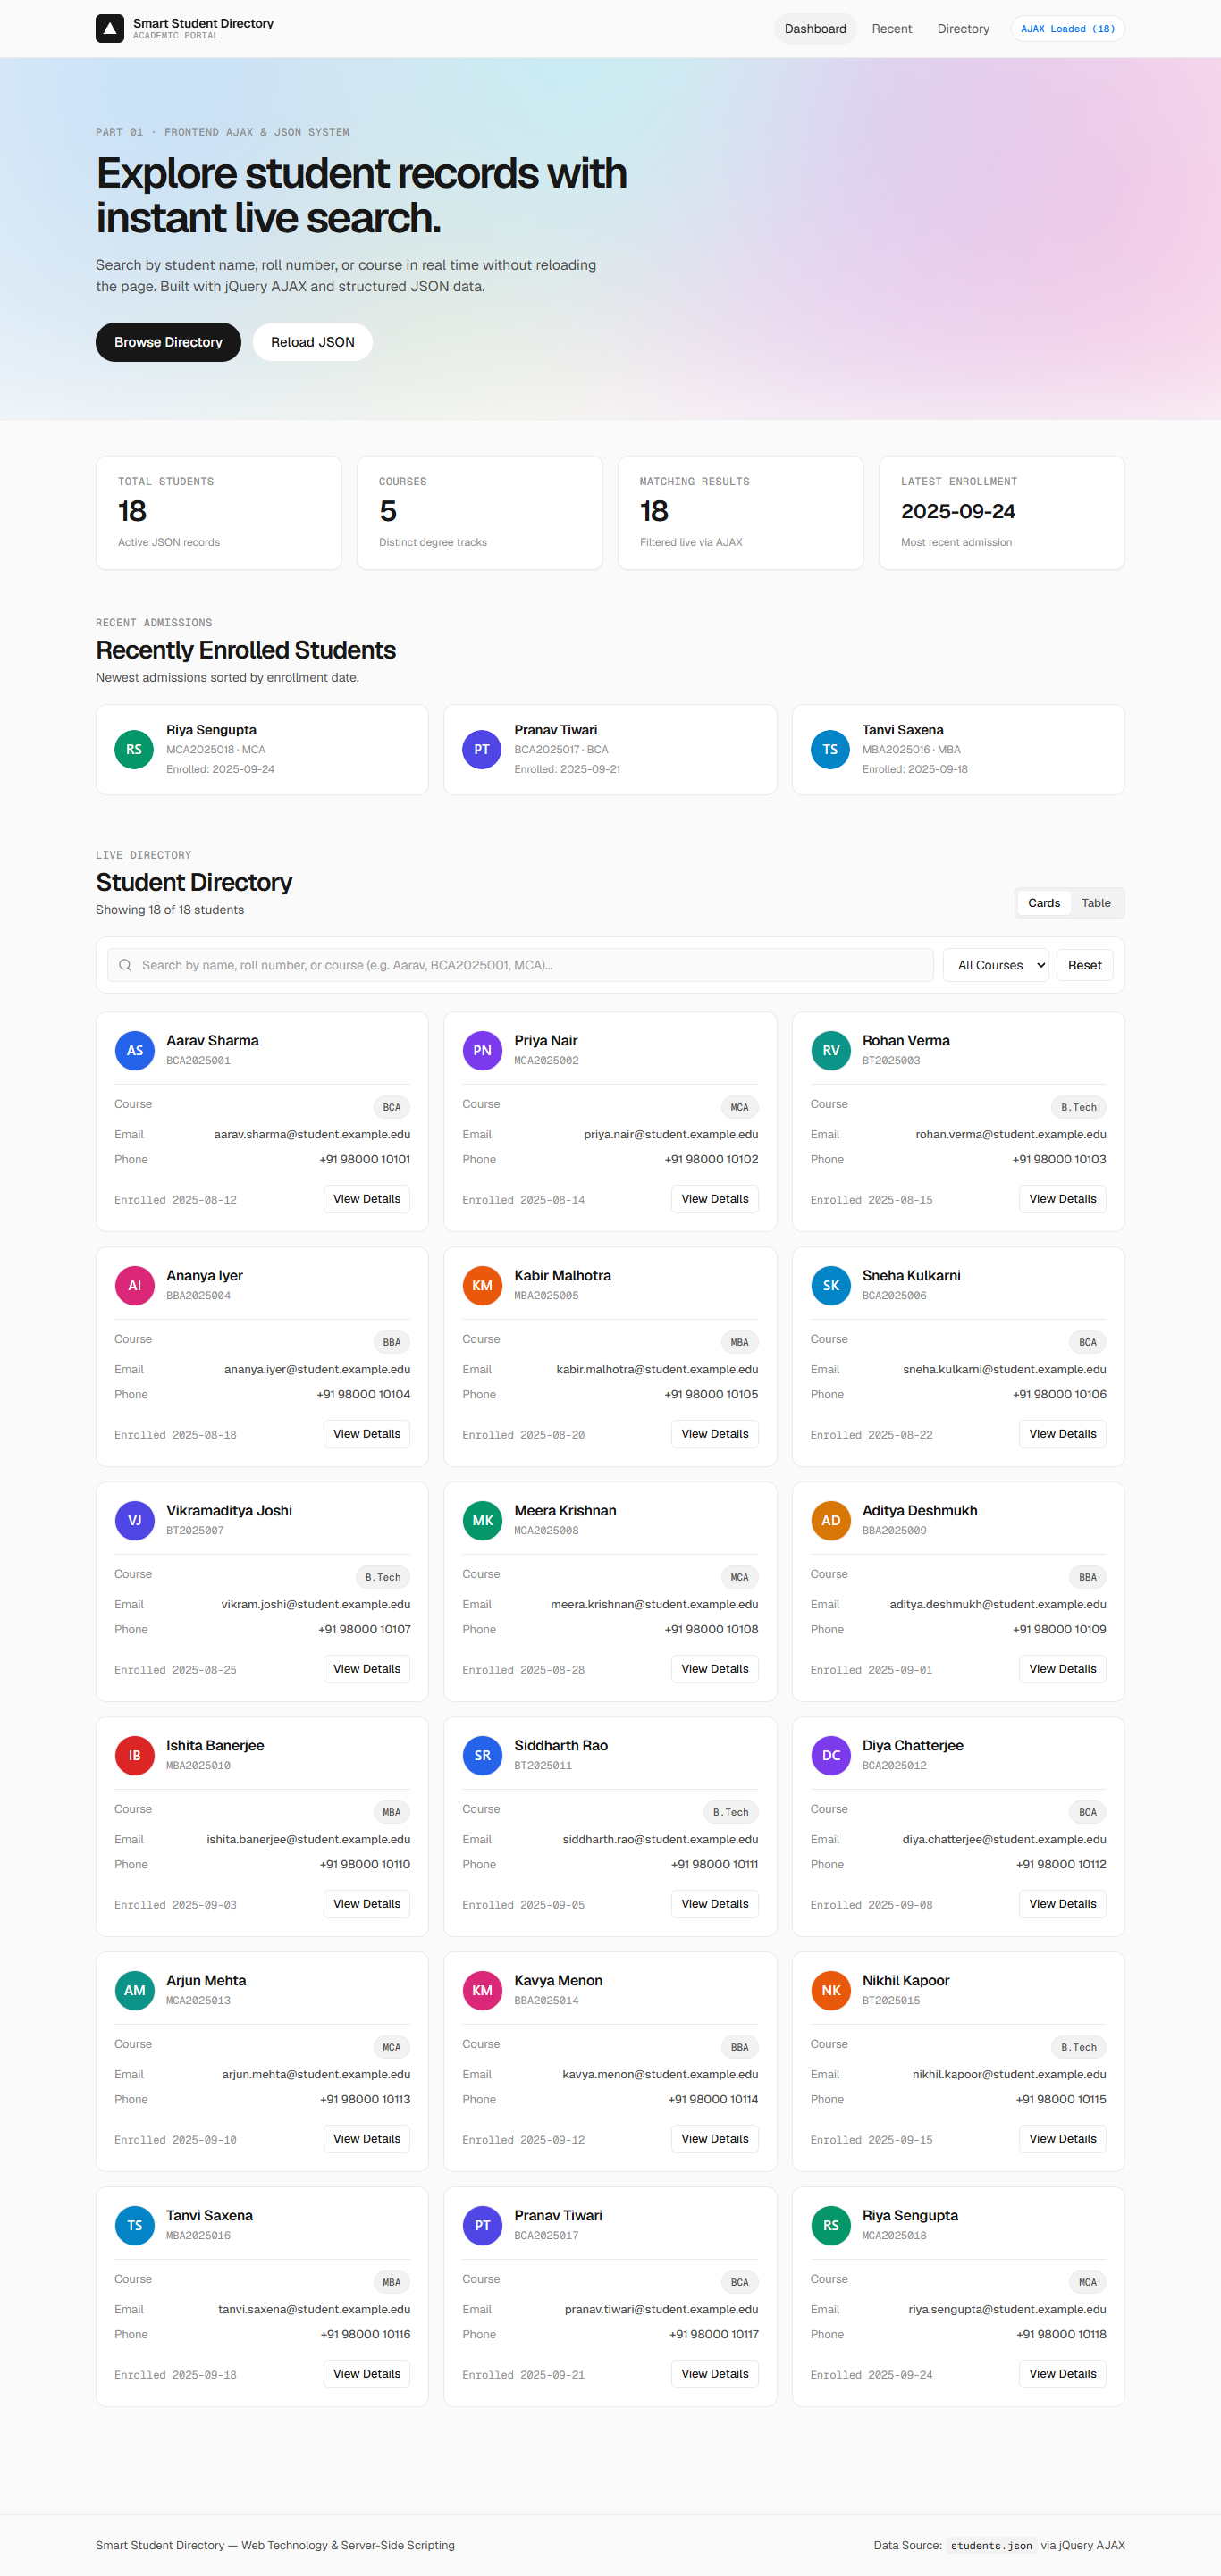 Smart Student Directory
ACADEMIC PORTAL
Dashboard
Recent
Directory
AJAX Loaded (18)
PART 01 · FRONTEND AJAX & JSON SYSTEM
Explore student records with
instant live search.
Search by student name, roll number, or course in real time without reloading
the page. Built with jQuery AJAX and structured JSON data.
Browse Directory
Reload JSON
TOTAL STUDENTS
18
Active JSON records
COURSES
5
Distinct degree tracks
MATCHING RESULTS
18
Filtered live via AJAX
LATEST ENROLLMENT
2025-09-24
Most recent admission
RECENT ADMISSIONS
Recently Enrolled Students
Newest admissions sorted by enrollment date.
RS
Riya Sengupta
MCA2025018 · MCA
Enrolled: 2025-09-24
PT
Pranav Tiwari
BCA2025017 · BCA
Enrolled: 2025-09-21
TS
Tanvi Saxena
MBA2025016 · MBA
Enrolled: 2025-09-18
LIVE DIRECTORY
Student Directory
Showing 18 of 18 students
Cards
Table
Search by name, roll number, or course (e.g. Aarav, BCA2025001, MCA)...
All Courses
Reset
AS
Aarav Sharma
BCA2025001
Course
BCA
Email
aarav.sharma@student.example.edu
Phone
+91 98000 10101
Enrolled 2025-08-12
View Details
PN
Priya Nair
MCA2025002
Course
MCA
Email
priya.nair@student.example.edu
Phone
+91 98000 10102
Enrolled 2025-08-14
View Details
RV
Rohan Verma
BT2025003
Course
B.Tech
Email
rohan.verma@student.example.edu
Phone
+91 98000 10103
Enrolled 2025-08-15
View Details
AI
Ananya Iyer
BBA2025004
Course
BBA
Email
ananya.iyer@student.example.edu
Phone
+91 98000 10104
Enrolled 2025-08-18
View Details
KM
Kabir Malhotra
MBA2025005
Course
MBA
Email
kabir.malhotra@student.example.edu
Phone
+91 98000 10105
Enrolled 2025-08-20
View Details
SK
Sneha Kulkarni
BCA2025006
Course
BCA
Email
sneha.kulkarni@student.example.edu
Phone
+91 98000 10106
Enrolled 2025-08-22
View Details
VJ
Vikramaditya Joshi
BT2025007
Course
B.Tech
Email
vikram.joshi@student.example.edu
Phone
+91 98000 10107
Enrolled 2025-08-25
View Details
MK
Meera Krishnan
MCA2025008
Course
MCA
Email
meera.krishnan@student.example.edu
Phone
+91 98000 10108
Enrolled 2025-08-28
View Details
AD
Aditya Deshmukh
BBA2025009
Course
BBA
Email
aditya.deshmukh@student.example.edu
Phone
+91 98000 10109
Enrolled 2025-09-01
View Details
IB
Ishita Banerjee
MBA2025010
Course
MBA
Email
ishita.banerjee@student.example.edu
Phone
+91 98000 10110
Enrolled 2025-09-03
View Details
SR
Siddharth Rao
BT2025011
Course
B.Tech
Email
siddharth.rao@student.example.edu
Phone
+91 98000 10111
Enrolled 2025-09-05
View Details
DC
Diya Chatterjee
BCA2025012
Course
BCA
Email
diya.chatterjee@student.example.edu
Phone
+91 98000 10112
Enrolled 2025-09-08
View Details
AM
Arjun Mehta
MCA2025013
Course
MCA
Email
arjun.mehta@student.example.edu
Phone
+91 98000 10113
Enrolled 2025-09-10
View Details
KM
Kavya Menon
BBA2025014
Course
BBA
Email
kavya.menon@student.example.edu
Phone
+91 98000 10114
Enrolled 2025-09-12
View Details
NK
Nikhil Kapoor
BT2025015
Course
B.Tech
Email
nikhil.kapoor@student.example.edu
Phone
+91 98000 10115
Enrolled 2025-09-15
View Details
TS
Tanvi Saxena
MBA2025016
Course
MBA
Email
tanvi.saxena@student.example.edu
Phone
+91 98000 10116
Enrolled 2025-09-18
View Details
PT
Pranav Tiwari
BCA2025017
Course
BCA
Email
pranav.tiwari@student.example.edu
Phone
+91 98000 10117
Enrolled 2025-09-21
View Details
RS
Riya Sengupta
MCA2025018
Course
MCA
Email
riya.sengupta@student.example.edu
Phone
+91 98000 10118
Enrolled 2025-09-24
View Details
Smart Student Directory — Web Technology & Server-Side Scripting
Data Source: students.json via jQuery AJAX